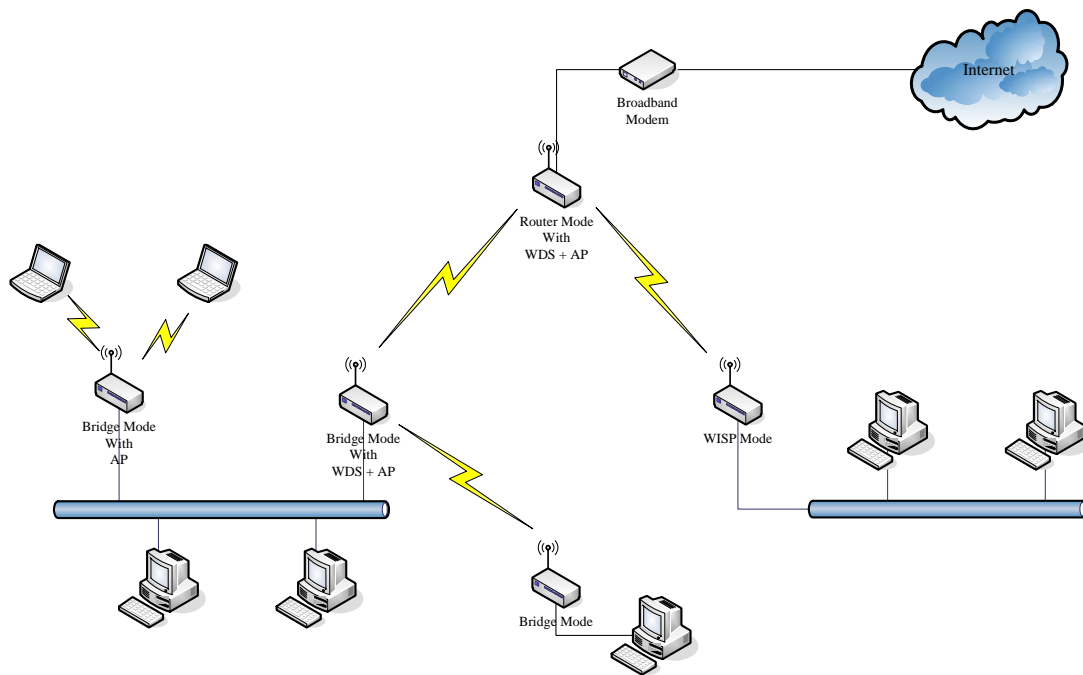 Internet
Broadband
Modem
Router Mode
With
WDS + AP
Bridge Mode
With
AP
Bridge Mode
With
WDS + AP
WISP Mode
Bridge Mode